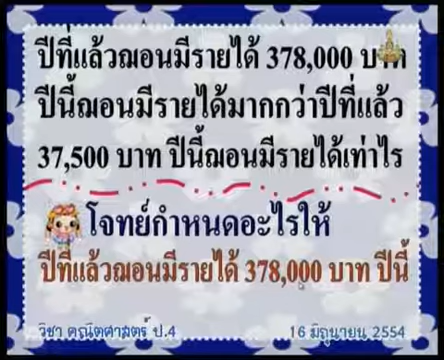 ปีที่แล้วฌอนมีรายได้ 378,000 บาท
ปีนี้ฌอนมีรายได้มากกว่าปีที่แล้ว
37,500 บาท ปีนี้ฌอนมีรายได้เท่าไร
โจทย์กำหนดอะไรให้
ปีที่แล้วฌอนมีรายได้ 378,000 บาท ปีนี้
วิชา คณิตศาสตร์ ป.4
16 มิถุนายน 2554